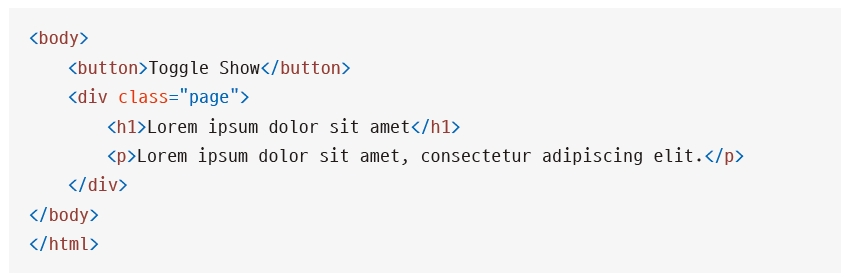 <body>
    <button>Toggle Show</button>
    <div class="page">
        <h1>Lorem ipsum dolor sit amet</h1>
        <p>Lorem ipsum dolor sit amet, consectetur adipiscing elit.</p>
    </div>
</body>
</html>